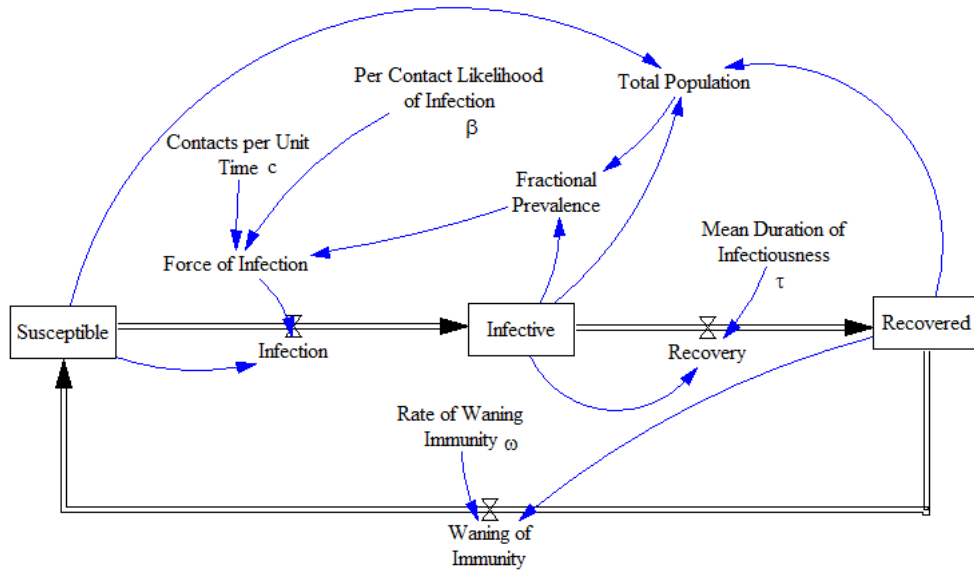 Per Contact Likelihood
of Infection
β
Total Population
Contacts per Unit
Time c
Fractional
Prevalence
Mean Duration of
Infectiousness
τ
Force of Infection
Susceptible
Infection
Infective
Recovery
Recovered
Rate of Waning
Immunity ω
Waning of
Immunity